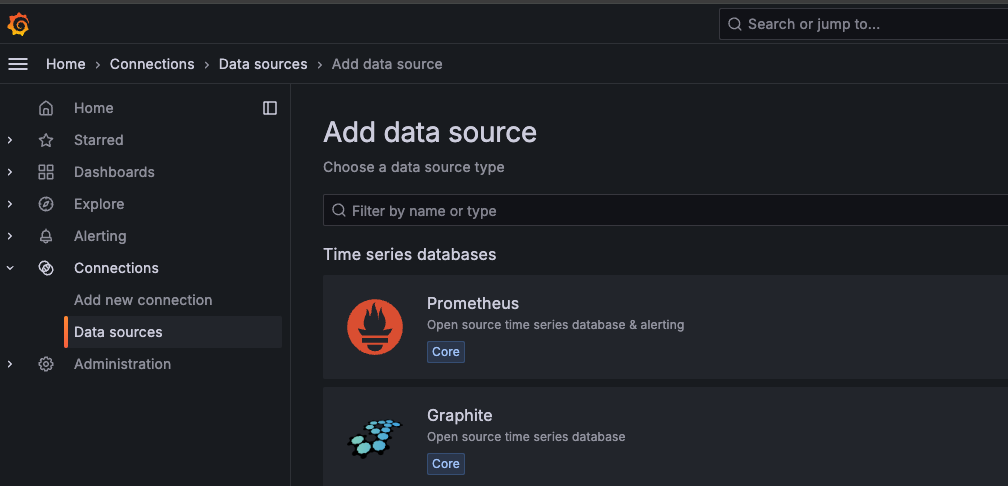 Search or jump to...
Home › Connections › Data sources › Add data source
Home
Starred
Dashboards
Explore
Alerting
Connections
Add new connection
Data sources
Administration
Add data source
Choose a data source type
Filter by name or type
Time series databases
Prometheus
Open source time series database & alerting
Core
Graphite
Open source time series database
Core